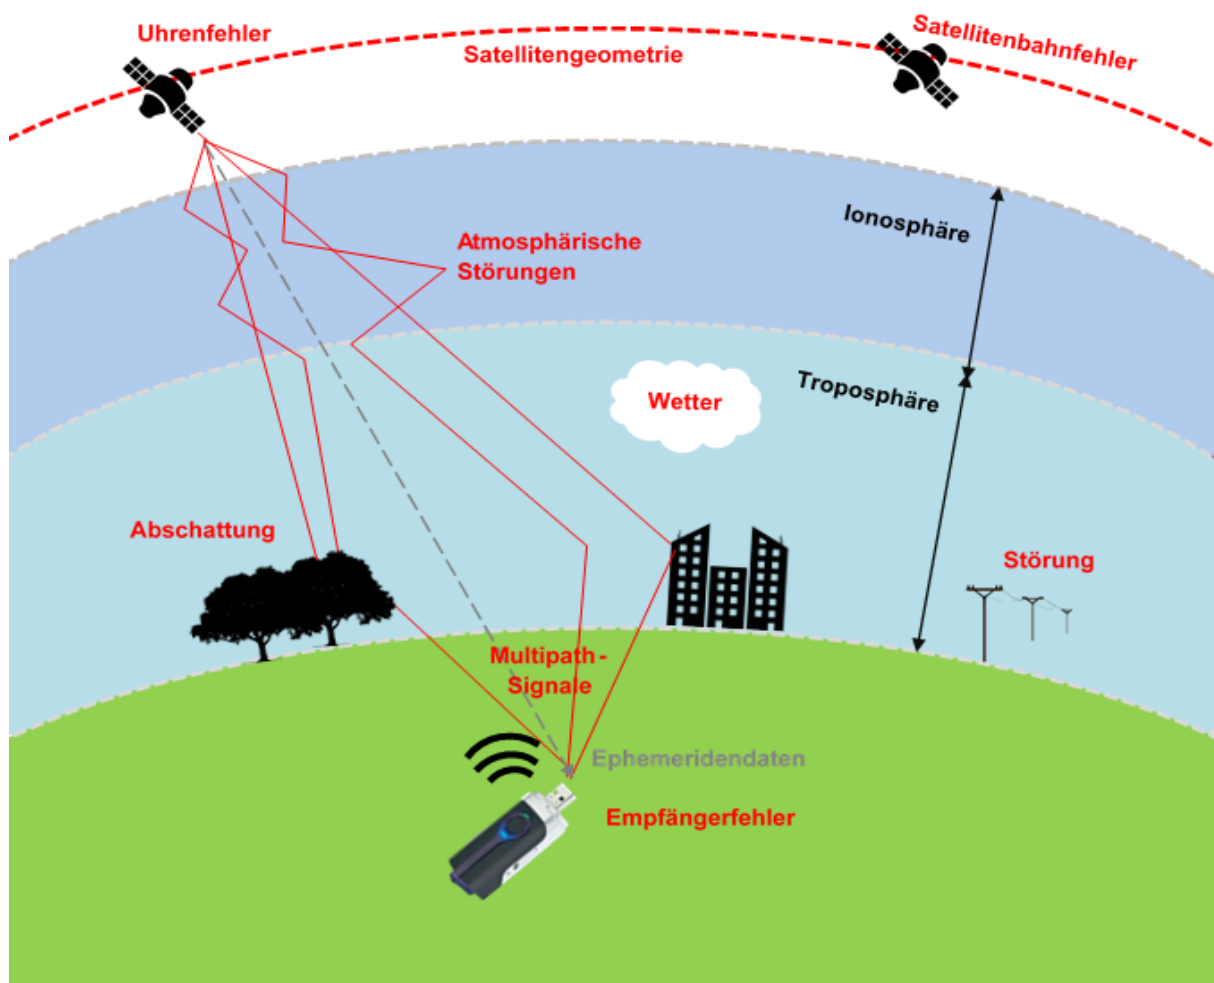 Uhrenfehler
Satellitengeometrie
Satellitenbahnfehler
Ionosphäre
Atmosphärische
Störungen
Troposphäre
Wetter
Abschattung
Störung
Multipath-
Signale
Ephemeridendaten
Empfängerfehler